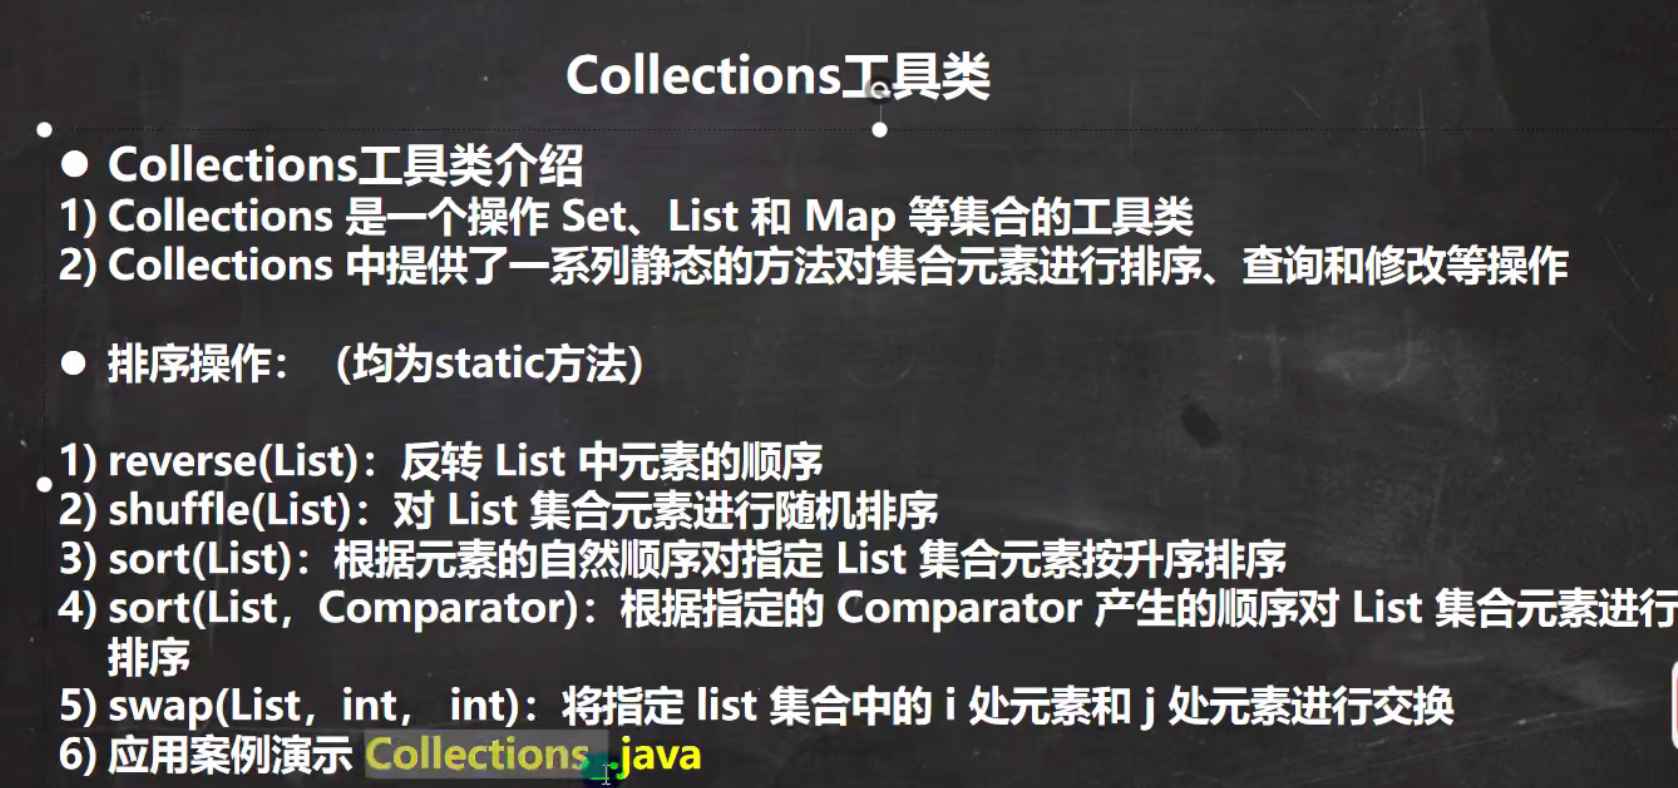 Collections工具类
● Collections工具类介绍
1) Collections 是一个操作 Set、List 和 Map 等集合的工具类
2) Collections 中提供了一系列静态的方法对集合元素进行排序、查询和修改等操作
● 排序操作：（均为static方法）
1) reverse(List)：反转 List 中元素的顺序
2) shuffle(List)：对 List 集合元素进行随机排序
3) sort(List)：根据元素的自然顺序对指定 List 集合元素按升序排序
4) sort(List，Comparator)：根据指定的 Comparator 产生的顺序对 List 集合元素进行
排序
5) swap(List，int， int)：将指定 list 集合中的 i 处元素和 j 处元素进行交换
6) 应用案例演示 Collections_.java